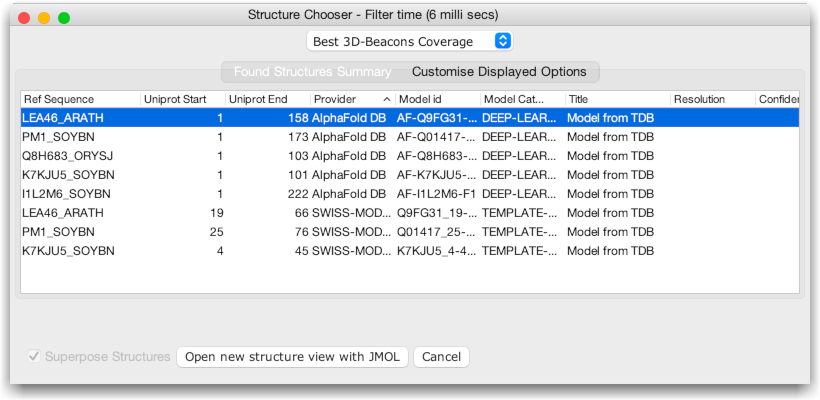 Structure Chooser - Filter time (6 milli secs)
Best 3D-Beacons Coverage
Found Structures Summary Customise Displayed Options
Ref Sequence Uniprot Start Uniprot End Provider Model id Model Cat... Title Resolution Confiden
LEA46_ARATH 1 158 AlphaFold DB AF-Q9FG31-... DEEP-LEAR... Model from TDB
PM1_SOYBN 1 173 AlphaFold DB AF-Q01417-... DEEP-LEAR... Model from TDB
Q8H683_ORYSJ 1 103 AlphaFold DB AF-Q8H683-... DEEP-LEAR... Model from TDB
K7KJU5_SOYBN 1 101 AlphaFold DB AF-K7KJU5-... DEEP-LEAR... Model from TDB
I1L2M6_SOYBN 1 222 AlphaFold DB AF-I1L2M6-F1 DEEP-LEAR... Model from TDB
LEA46_ARATH 19 66 SWISS-MOD... Q9FG31_19-... TEMPLATE-... Model from TDB
PM1_SOYBN 25 76 SWISS-MOD... Q01417_25-... TEMPLATE-... Model from TDB
K7KJU5_SOYBN 4 45 SWISS-MOD... K7KJU5_4-4... TEMPLATE-... Model from TDB
Superpose Structures Open new structure view with JMOL Cancel